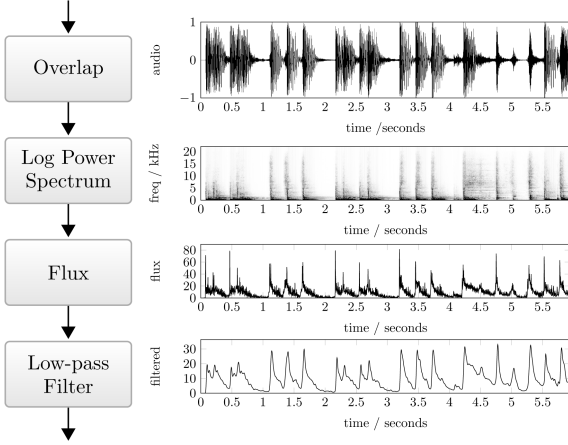 Overlap
Log Power
Spectrum
Flux
Low-pass
Filter
audio
1
0
−1
0 0.5 1 1.5 2 2.5 3 3.5 4 4.5 5 5.5
time /seconds
freq / kHz
20
15
10
5
0
0 0.5 1 1.5 2 2.5 3 3.5 4 4.5 5 5.5
time / seconds
flux
80
60
40
20
0
0 0.5 1 1.5 2 2.5 3 3.5 4 4.5 5 5.5
time / seconds
filtered
30
20
10
0
0 0.5 1 1.5 2 2.5 3 3.5 4 4.5 5 5.5
time / seconds